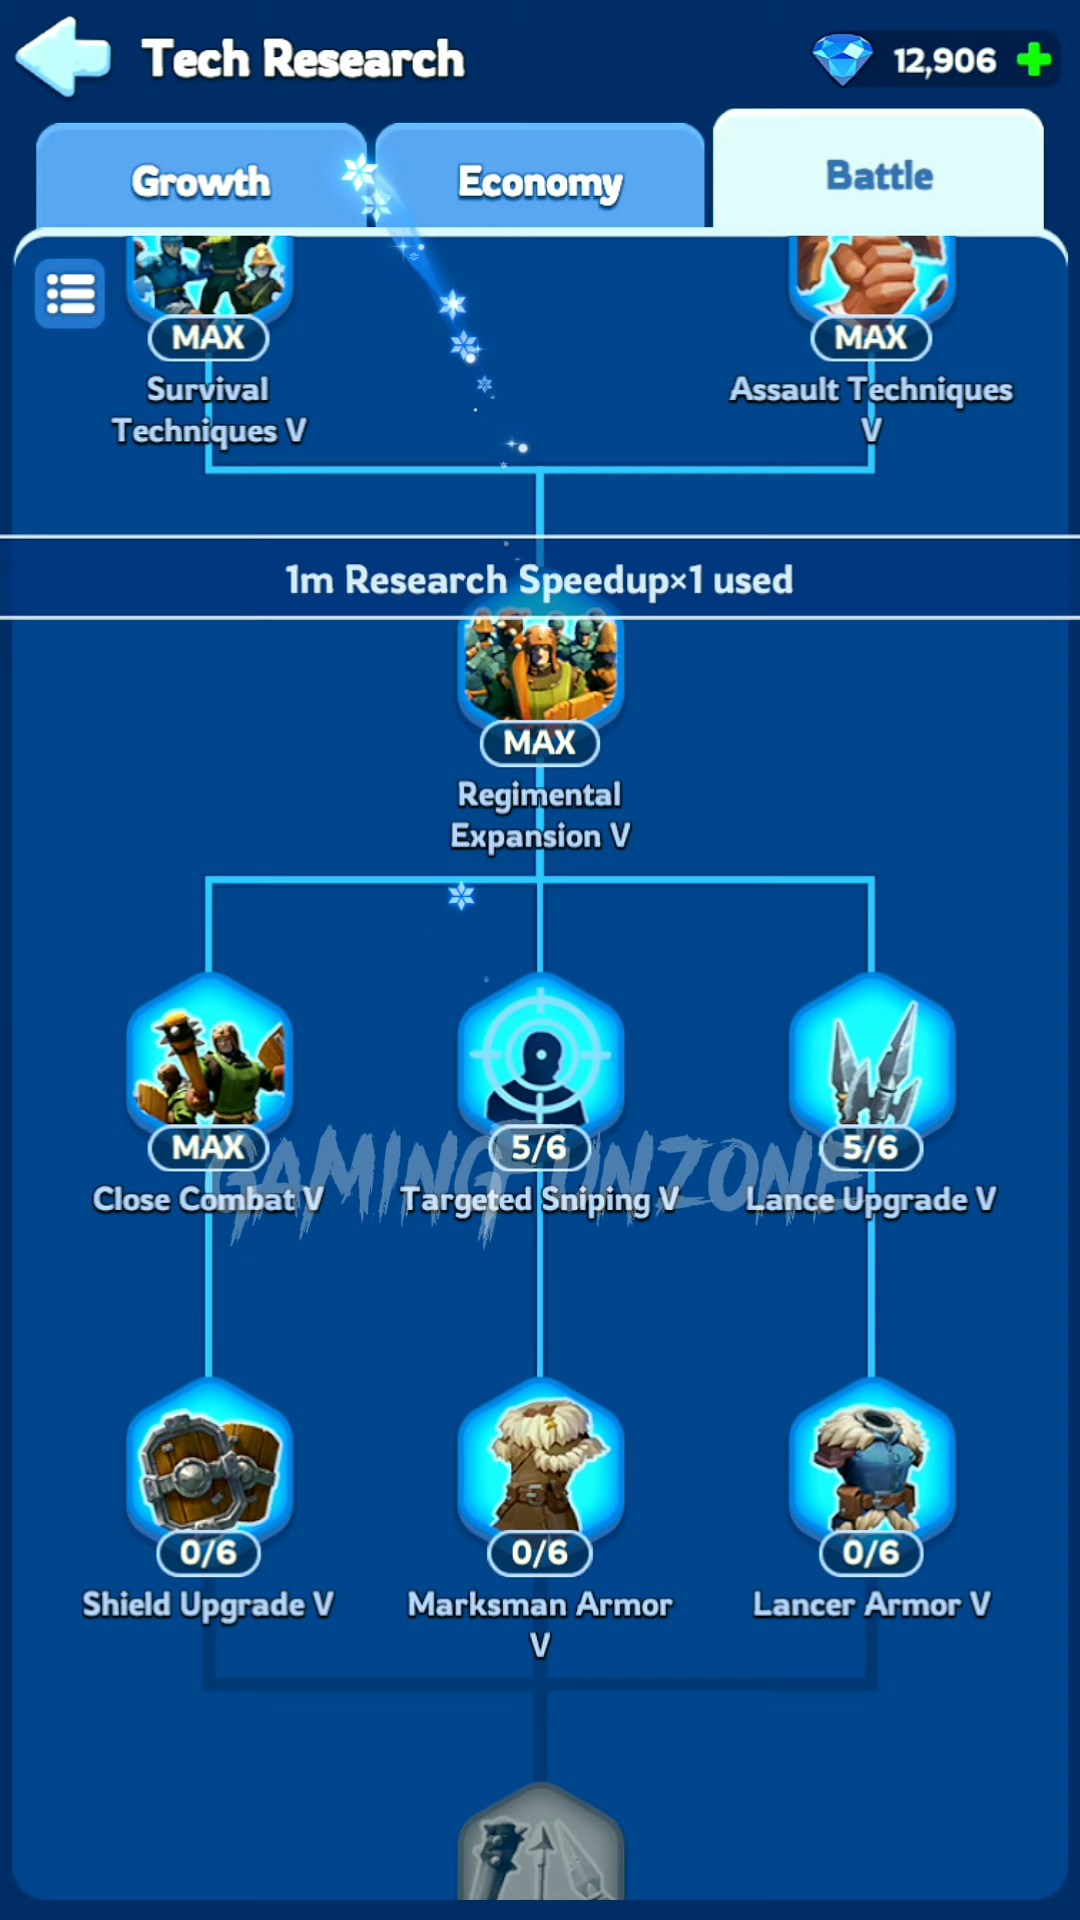 Tech Research
12,906
Growth
Economy
Battle
MAX
MAX
Survival
Techniques V
Assault Techniques
V
1m Research Speedup×1 used
MAX
Regimental
Expansion V
MAX
5/6
5/6
GAMINGFUNZONE
Close Combat V
Targeted Sniping V
Lance Upgrade V
0/6
0/6
0/6
Shield Upgrade V
Marksman Armor
V
Lancer Armor V